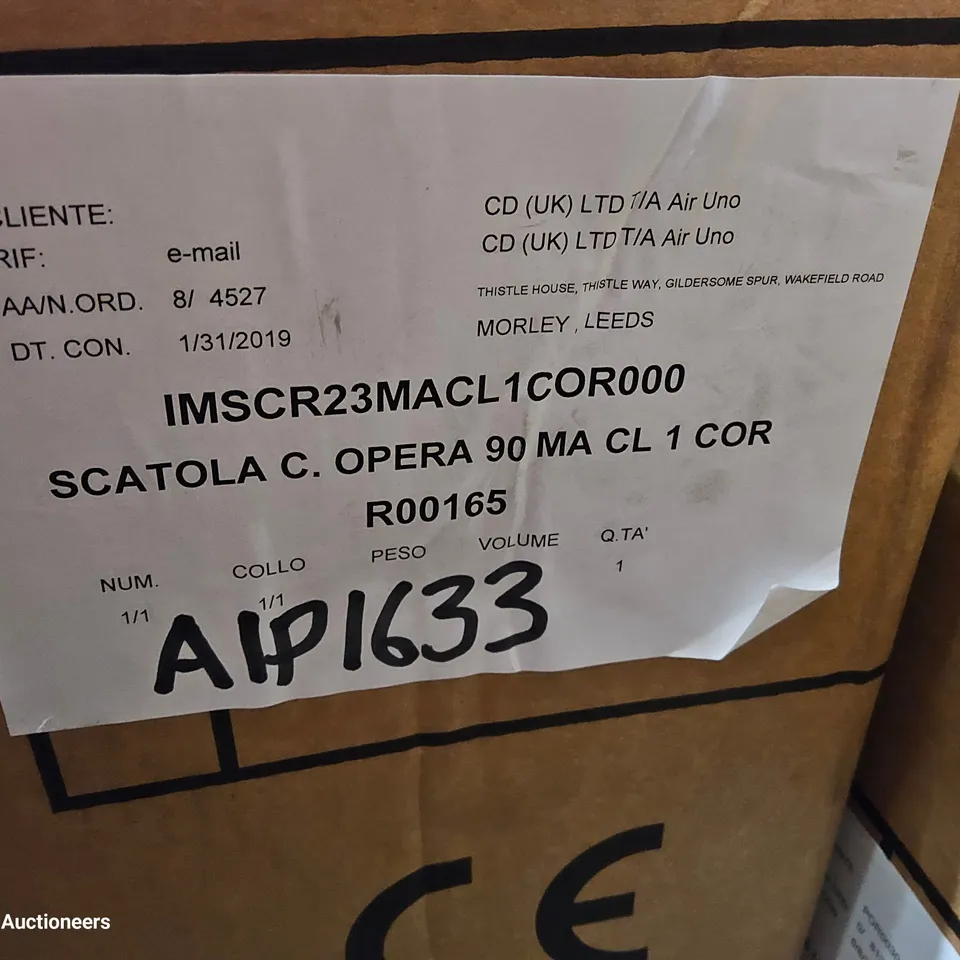 CLIENTE:
RIF: e-mail
AA/N.ORD. 8/ 4527
DT. CON. 1/31/2019
CD (UK) LTD T/A Air Uno
CD (UK) LTD T/A Air Uno
THISTLE HOUSE, THISTLE WAY, GILDERSOME SPUR, WAKEFIELD ROAD
MORLEY , LEEDS
IMSCR23MACL1COR000
SCATOLA C. OPERA 90 MA CL 1 COR
R00165
NUM. COLLO PESO VOLUME Q.TA'
1/1 1/1 1
A1P1633
CE
Auctioneers